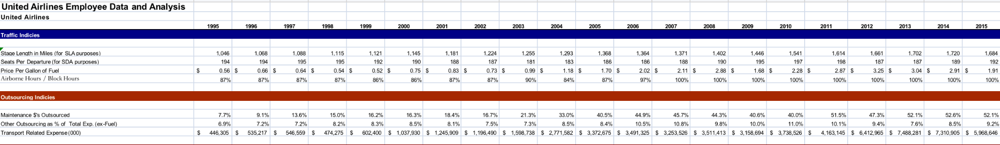 United Airlines Employee Data and Analysis
United Airlines
1995 1996 1997 1998 1999 2000 2001 2002 2003 2004 2005 2006 2007 2008 2009 2010 2011 2012 2013 2014 2015
Traffic Indicies
Stage Length in Miles (for SLA purposes) 1,046 1,068 1,088 1,115 1,121 1,145 1,181 1,224 1,255 1,293 1,368 1,364 1,371 1,402 1,446 1,541 1,614 1,661 1,702 1,720 1,684
Seats Per Departure (for SDA purposes) 194 194 195 195 192 190 188 187 181 183 186 186 188 190 195 197 198 187 187 189 192
Price Per Gallon of Fuel $ 0.56 $ 0.66 $ 0.64 $ 0.54 $ 0.52 $ 0.75 $ 0.83 $ 0.73 $ 0.99 $ 1.18 $ 1.70 $ 2.02 $ 2.11 $ 2.88 $ 1.68 $ 2.28 $ 2.87 $ 3.25 $ 3.04 $ 2.91 $ 1.91
Airborne Hours / Block Hours 87% 87% 87% 87% 86% 86% 87% 87% 90% 84% 87% 97% 100% 100% 100% 100% 100% 100% 100% 100% 100%
Outsourcing Indicies
Maintenance $'s Outsourced 7.7% 9.1% 13.6% 15.0% 16.2% 16.3% 18.4% 16.7% 21.3% 33.0% 40.5% 44.9% 45.7% 44.3% 40.6% 40.0% 51.5% 47.3% 52.1% 52.6% 52.1%
Other Outsourcing as % of Total Exp. (ex-Fuel) 6.9% 7.2% 7.2% 8.2% 8.3% 8.5% 8.1% 7.5% 7.3% 8.5% 8.4% 10.5% 10.8% 9.8% 10.0% 11.0% 10.1% 9.4% 7.6% 8.5% 9.2%
Transport Related Expense (000) $ 446,305 $ 535,217 $ 546,559 $ 474,275 $ 602,400 $ 1,037,930 $ 1,245,909 $ 1,196,490 $ 1,598,738 $ 2,771,582 $ 3,372,675 $ 3,491,325 $ 3,253,526 $ 3,511,413 $ 3,158,694 $ 3,738,526 $ 4,163,145 $ 6,412,965 $ 7,488,281 $ 7,310,905 $ 5,968,646